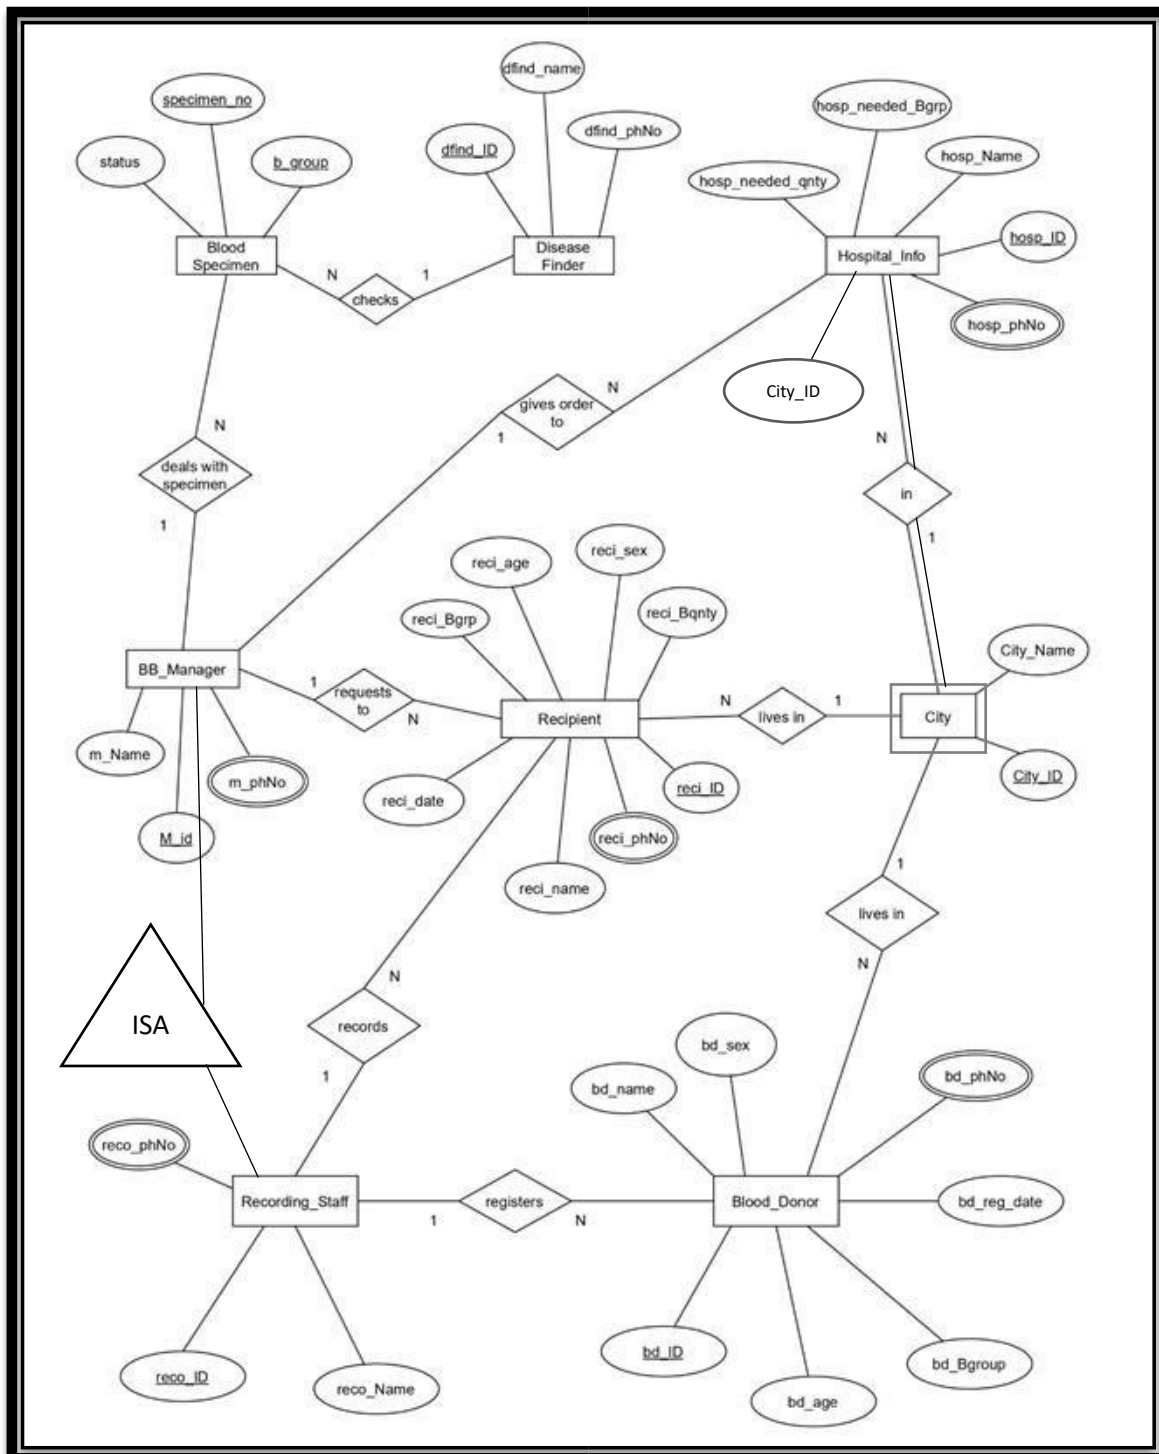 dfind_name
specimen_no
hosp_needed_Bgrp
dfind_phNo
status
b_group
dfind_ID
hosp_Name
hosp_needed_qnty
hosp_ID
Blood
Specimen
Disease
Finder
Hospital_Info
N
1
checks
hosp_phNo
City_ID
N
gives order
to
1
N
deals with
specimen
1
N
in
1
reci_sex
reci_age
reci_Bgrp
reci_Bqnty
City_Name
BB_Manager
1
requests
to
N
Recipient
N
lives in
1
City
m_Name
m_phNo
City_ID
reci_date
reci_ID
M_id
reci_phNo
reci_name
1
lives in
N
N
records
1
ISA
bd_sex
bd_phNo
bd_name
reco_phNo
Recording_Staff
1
registers
N
Blood_Donor
bd_reg_date
bd_ID
bd_Bgroup
reco_ID
reco_Name
bd_age